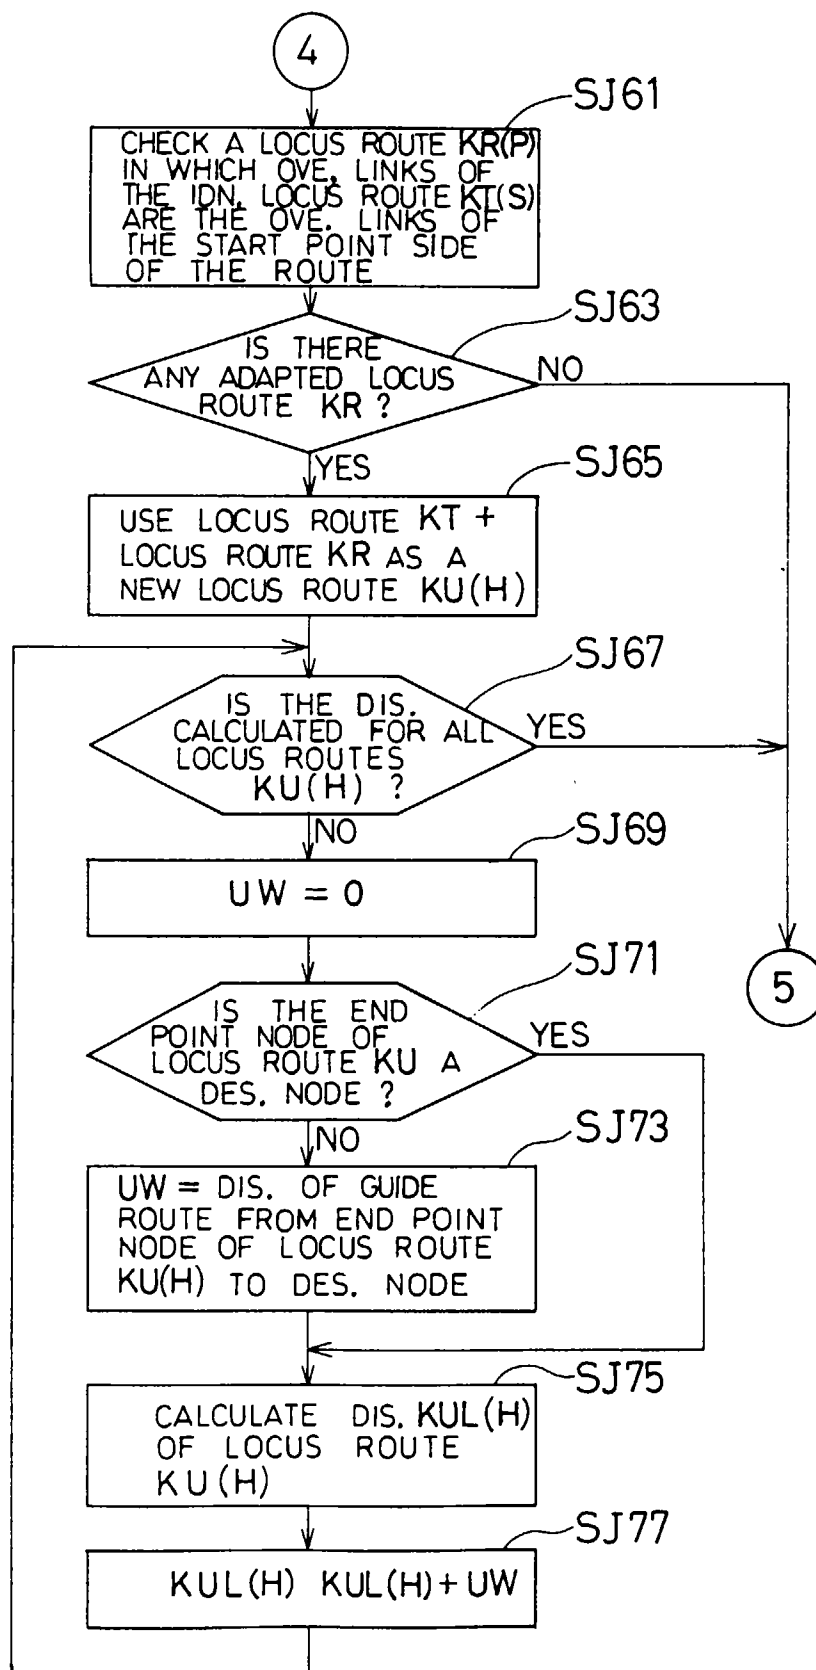 4
SJ61
CHECK A LOCUS ROUTE KR(P)
IN WHICH OVE, LINKS OF
THE IDN. LOCUS ROUTE KT(S)
ARE THE OVE. LINKS OF
THE START POINT SIDE
OF THE ROUTE
SJ63
IS THERE
ANY ADAPTED LOCUS
ROUTE KR ?
NO
YES
SJ65
USE LOCUS ROUTE KT +
LOCUS ROUTE KR AS A
NEW LOCUS ROUTE KU(H)
SJ67
IS THE DIS.
CALCULATED FOR ALL
LOCUS ROUTES
KU(H) ?
YES
NO
SJ69
UW = 0
SJ71
5
IS THE END
POINT NODE OF
LOCUS ROUTE KU A
DES. NODE ?
YES
NO
SJ73
UW = DIS. OF GUIDE
ROUTE FROM END POINT
NODE OF LOCUS ROUTE
KU(H) TO DES. NODE
SJ75
CALCULATE DIS. KUL(H)
OF LOCUS ROUTE
KU(H)
SJ77
KUL(H) KUL(H)+UW